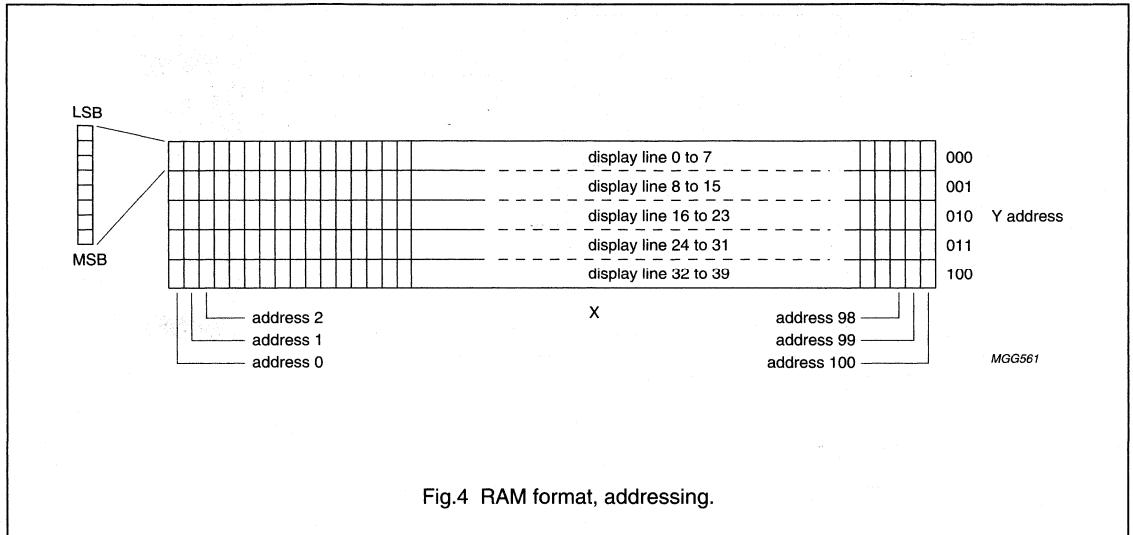 LSB
display line 0 to 7 000
display line 8 to 15 001
display line 16 to 23 010 Y address
display line 24 to 31 011
MSB
display line 32 to 39 100
address 2 X address 98
address 1 address 99
address 0 address 100
MGG561
Fig.4 RAM format, addressing.